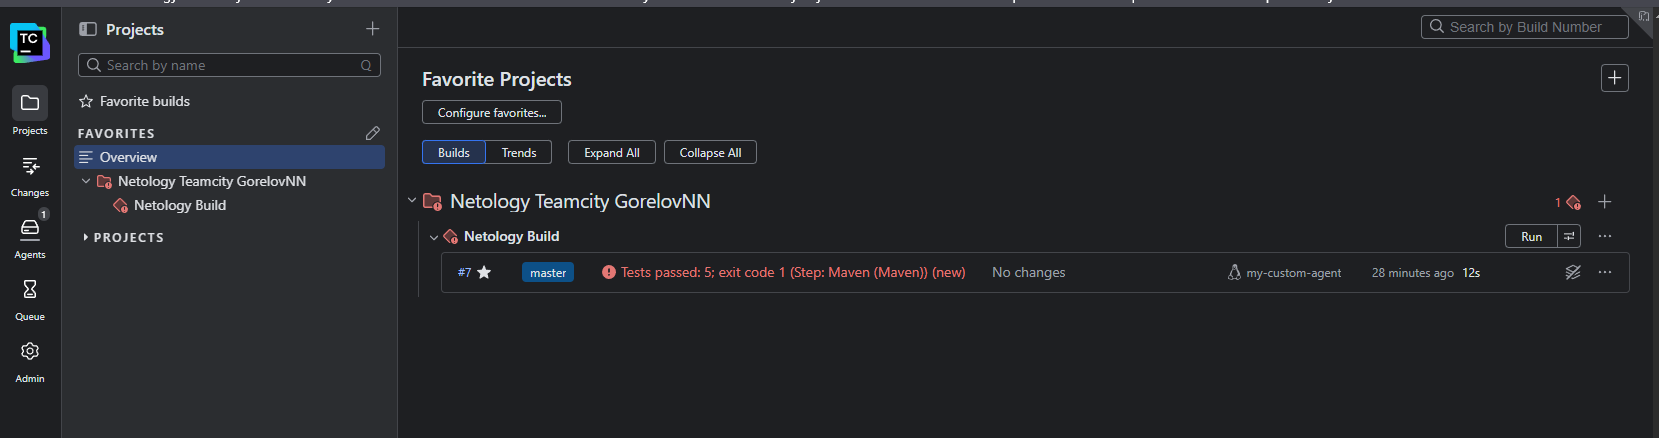 TC
Projects
Search by name
Q
Favorite builds
FAVORITES
Overview
Netology Teamcity GorelovNN
Netology Build
PROJECTS
Projects
Changes
1
Agents
Queue
Admin
Search by Build Number
Favorite Projects
Configure favorites...
Builds Trends Expand All Collapse All
Netology Teamcity GorelovNN 1
Netology Build Run
#7 master Tests passed: 5; exit code 1 (Step: Maven (Maven)) (new) No changes my-custom-agent 28 minutes ago 12s